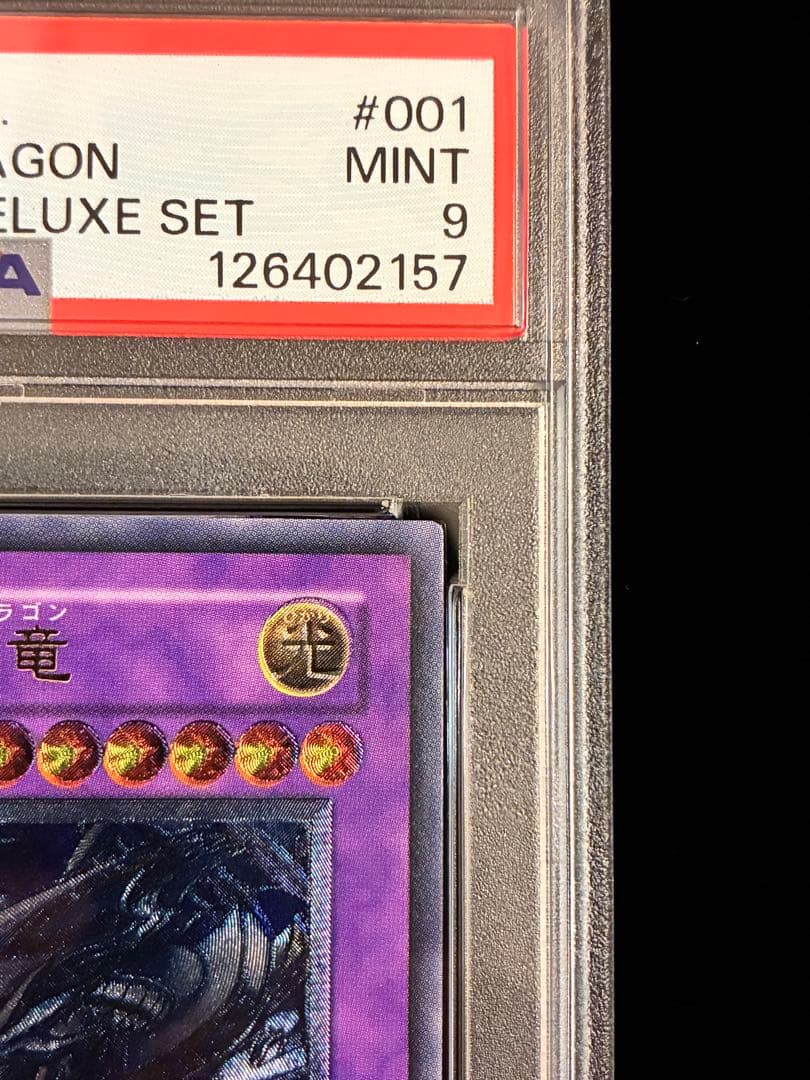 . #001
AGON MINT
ELUXE SET 9
A 126402157
ラゴン
竜
光